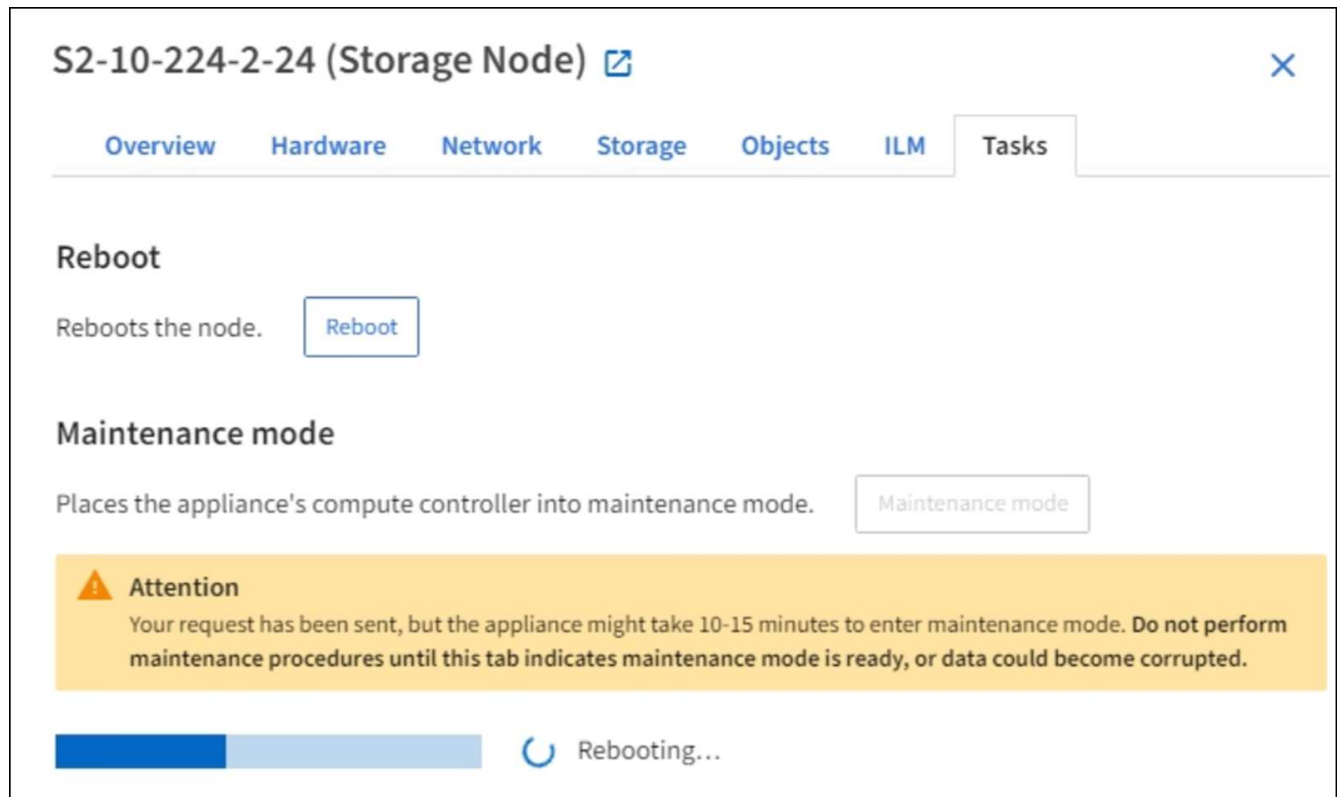 S2-10-224-2-24 (Storage Node)
Overview Hardware Network Storage Objects ILM Tasks
Reboot
Reboots the node. Reboot
Maintenance mode
Places the appliance's compute controller into maintenance mode. Maintenance mode
Attention
Your request has been sent, but the appliance might take 10-15 minutes to enter maintenance mode. Do not perform
maintenance procedures until this tab indicates maintenance mode is ready, or data could become corrupted.
Rebooting...